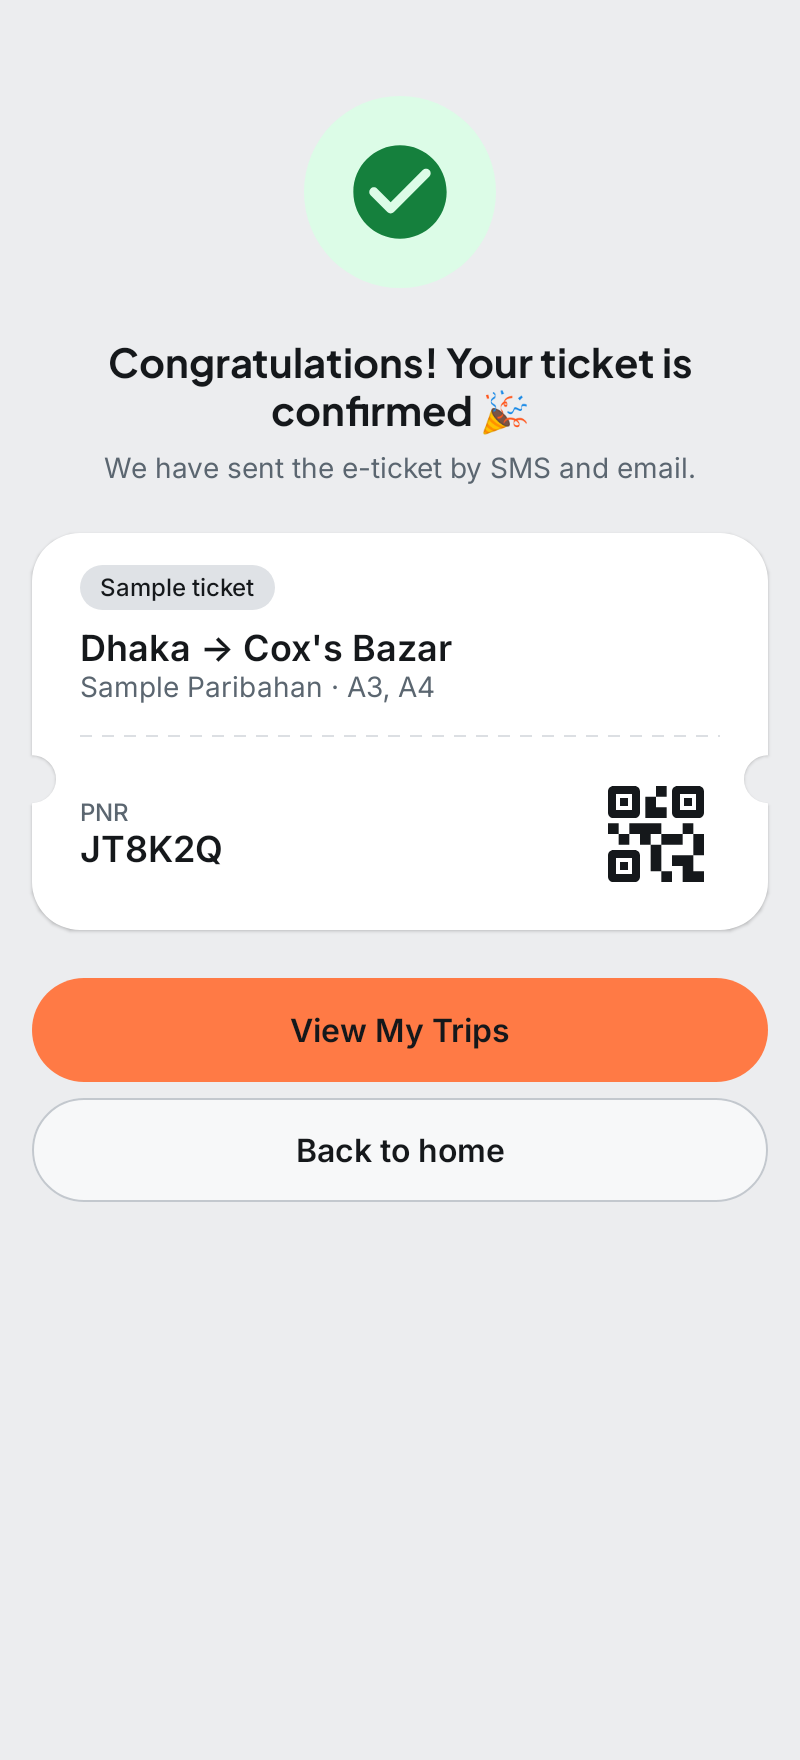 Congratulations! Your ticket is
confirmed 🎉
We have sent the e-ticket by SMS and email.
Sample ticket
Dhaka → Cox's Bazar
Sample Paribahan · A3, A4
PNR
JT8K2Q
View My Trips
Back to home